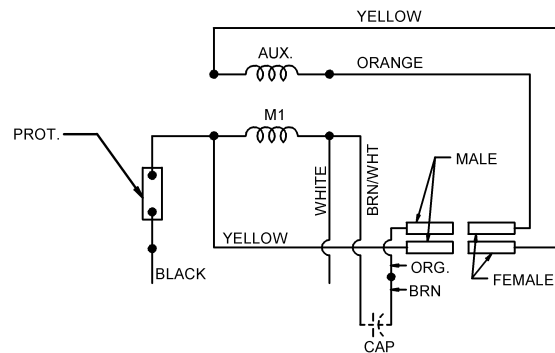 YELLOW
AUX.
ORANGE
M1
PROT.
MALE
WHITE
BRN/WHT
YELLOW
ORG.
BLACK
FEMALE
BRN
CAP